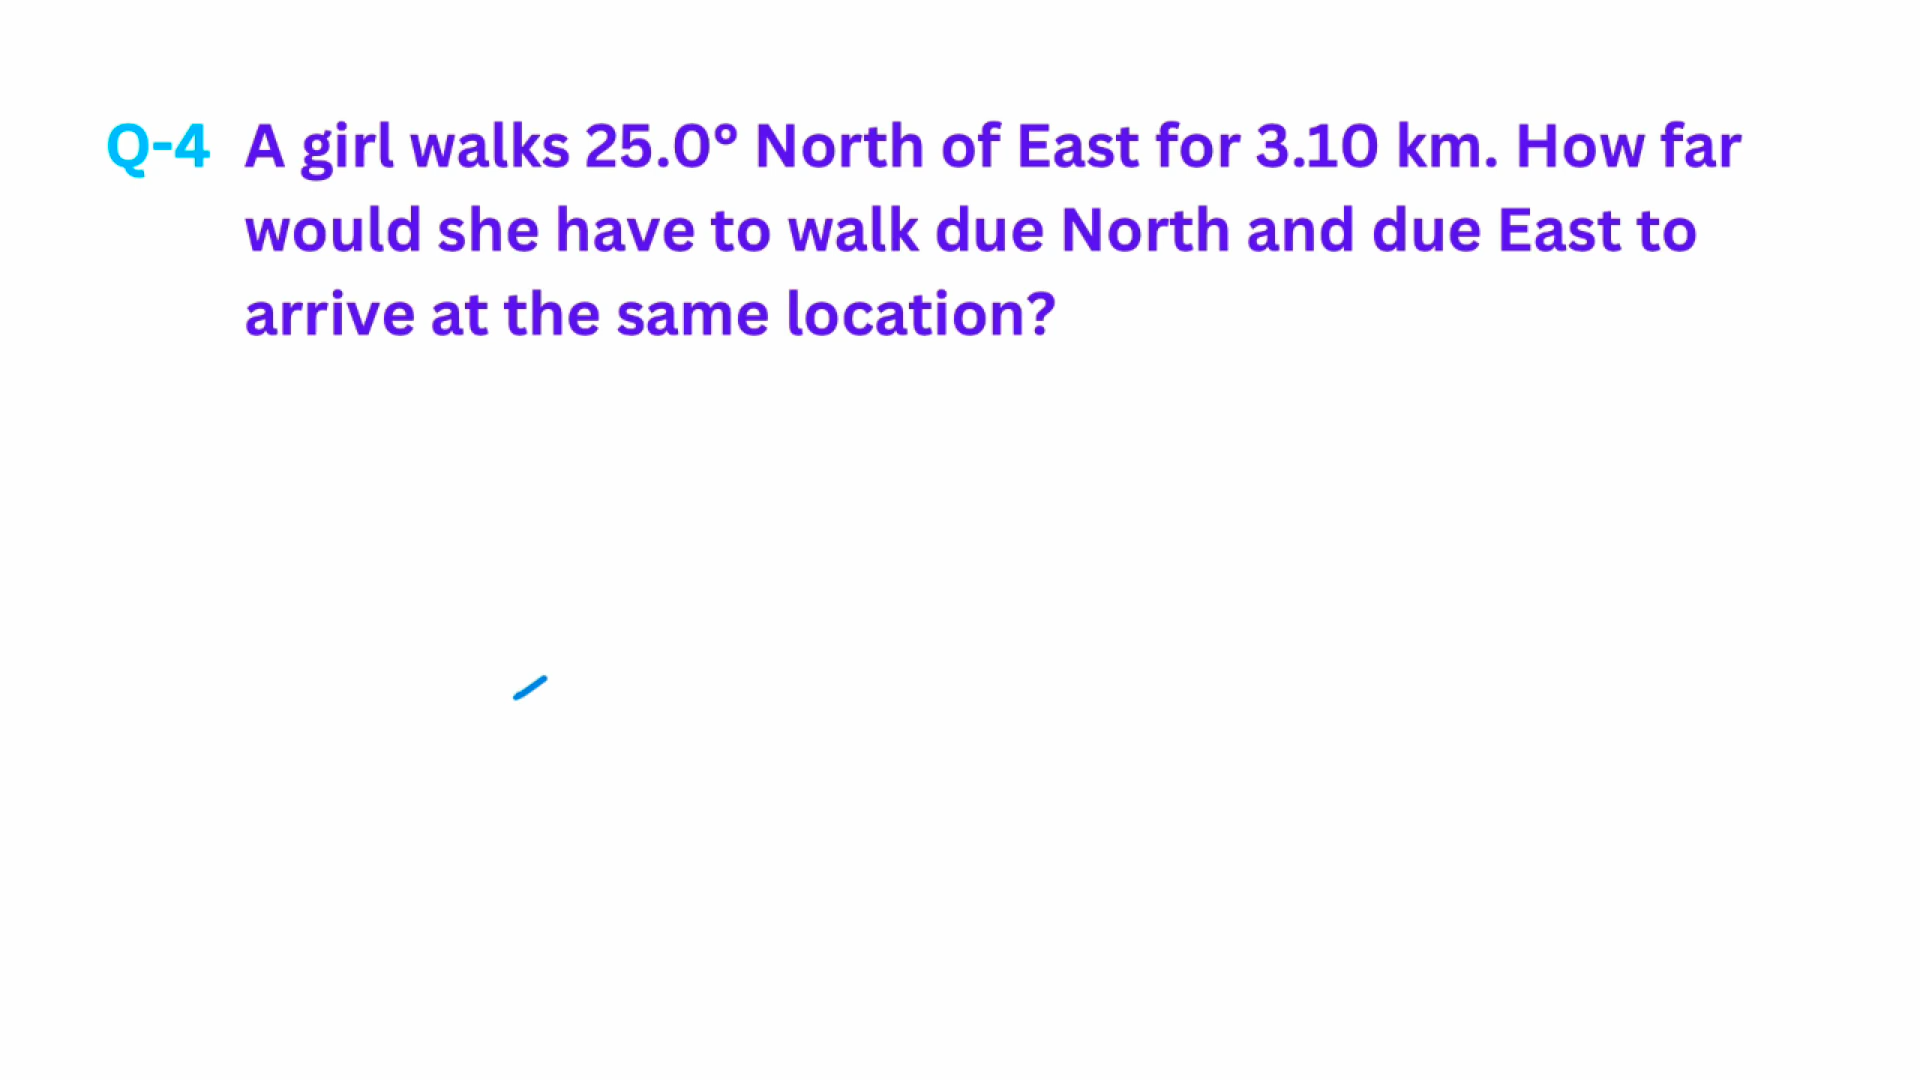 Q-4 A girl walks 25.0° North of East for 3.10 km. How far
would she have to walk due North and due East to
arrive at the same location?